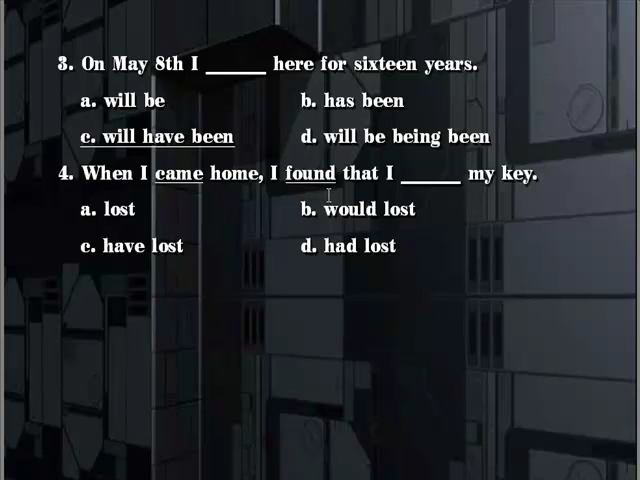 3. On May 8th I ______ here for sixteen years.
a. will be b. has been
c. will have been d. will be being been
4. When I came home, I found that I ______ my key.
a. lost b. would lost
c. have lost d. had lost